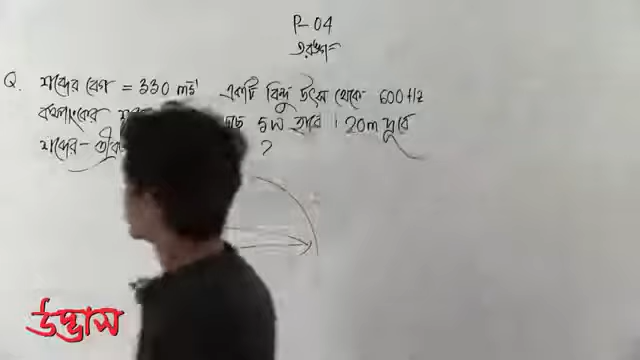 P-04
তরঙ্গ
Q. শব্দের বেগ = 330 ms⁻¹ একটি বিন্দু উৎস থেকে 600 Hz
কম্পাংকের 5W হারে । 20m দূরে
শব্দের ?
উদ্ভাস